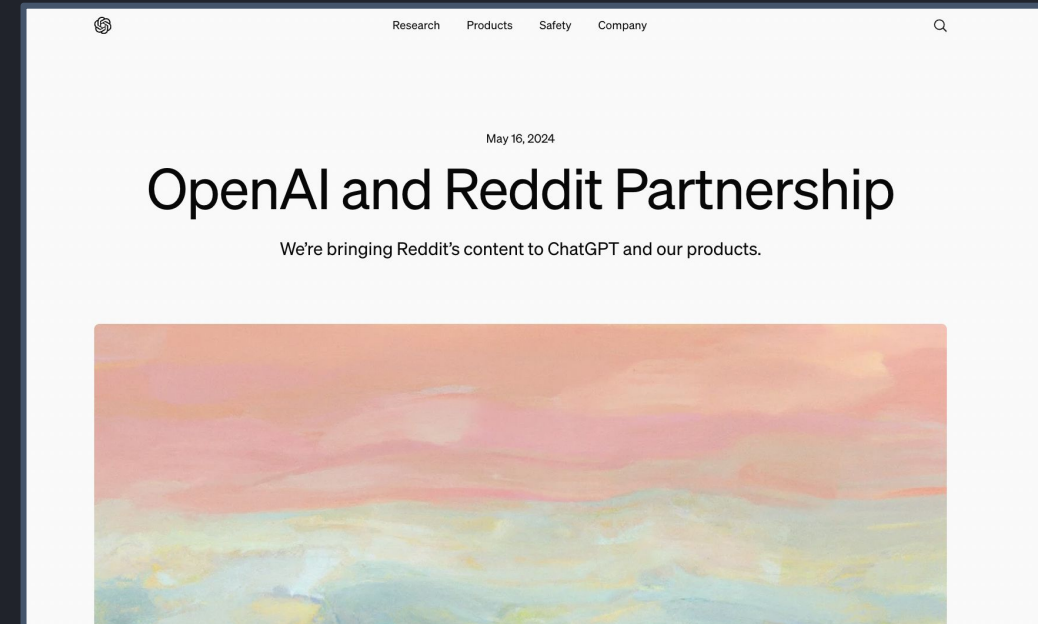 Research Products Safety Company
May 16, 2024
OpenAI and Reddit Partnership
We're bringing Reddit's content to ChatGPT and our products.